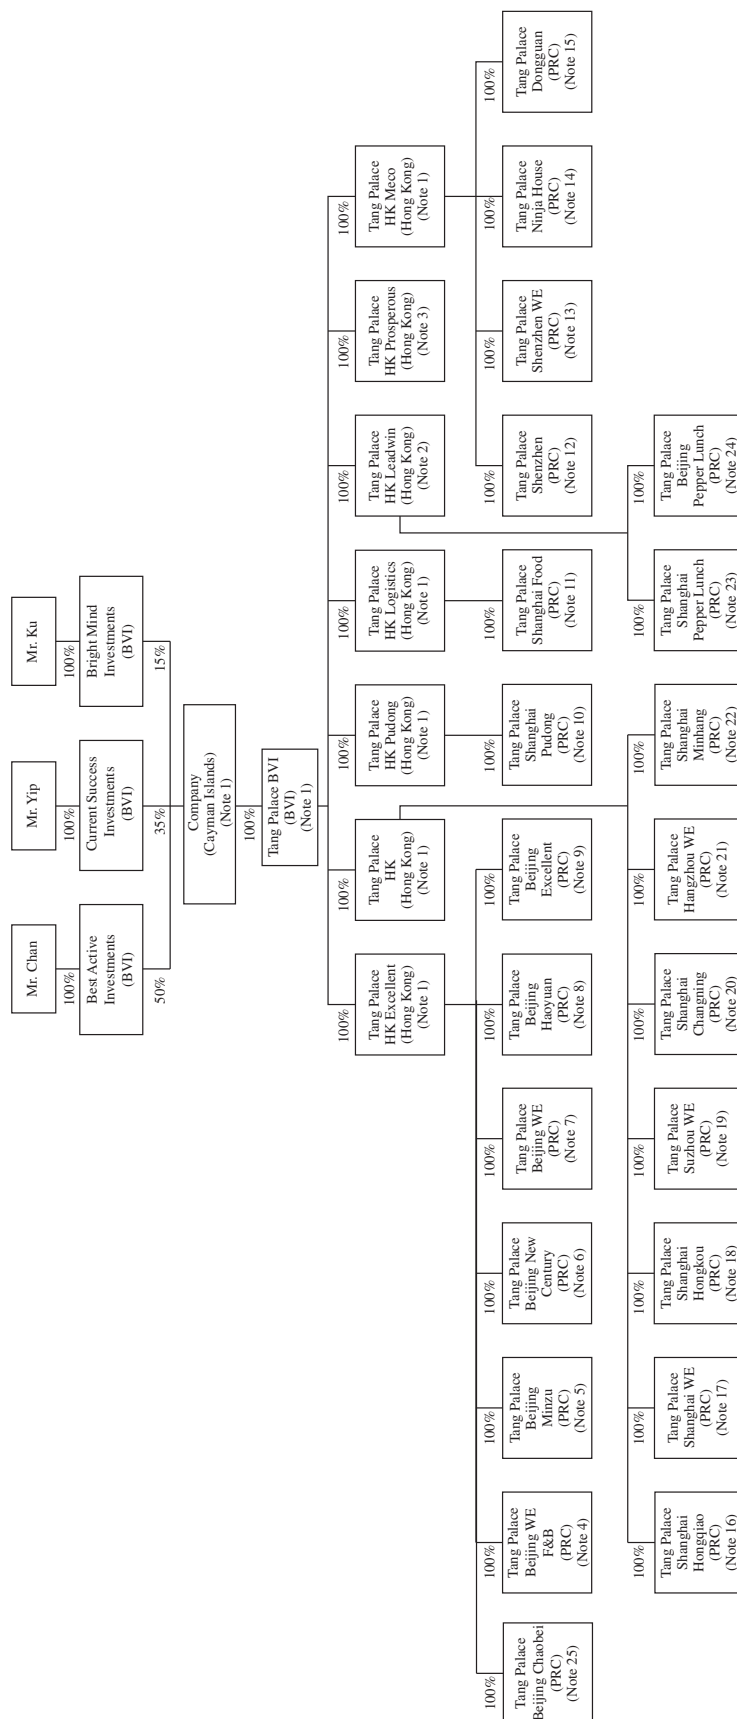 Mr. Chan
Mr. Yip
Mr. Ku
100%
100%
100%
Best Active
Investments
(BVI)
Current Success
Investments
(BVI)
Bright Mind
Investments
(BVI)
50%
35%
15%
Company
(Cayman Islands)
(Note 1)
100%
Tang Palace BVI
(BVI)
(Note 1)
100%
100%
100%
100%
100%
100%
100%
Tang Palace
HK Excellent
(Hong Kong)
(Note 1)
Tang Palace
HK
(Hong Kong)
(Note 1)
Tang Palace
HK Pudong
(Hong Kong)
(Note 1)
Tang Palace
HK Logistics
(Hong Kong)
(Note 1)
Tang Palace
HK Leadwin
(Hong Kong)
(Note 2)
Tang Palace
HK Prosperous
(Hong Kong)
(Note 3)
Tang Palace
HK Meco
(Hong Kong)
(Note 1)
100%
100%
100%
100%
100%
100%
100%
100%
100%
100%
100%
100%
100%
Tang Palace
Beijing Chaobei
(PRC)
(Note 25)
Tang Palace
Beijing WE
F&B
(PRC)
(Note 4)
Tang Palace
Beijing
Minzu
(PRC)
(Note 5)
Tang Palace
Beijing New
Century
(PRC)
(Note 6)
Tang Palace
Beijing WE
(PRC)
(Note 7)
Tang Palace
Beijing
Haoyuan
(PRC)
(Note 8)
Tang Palace
Beijing
Excellent
(PRC)
(Note 9)
Tang Palace
Shanghai
Pudong
(PRC)
(Note 10)
Tang Palace
Shanghai Food
(PRC)
(Note 11)
Tang Palace
Shenzhen
(PRC)
(Note 12)
Tang Palace
Shenzhen WE
(PRC)
(Note 13)
Tang Palace
Ninja House
(PRC)
(Note 14)
Tang Palace
Dongguan
(PRC)
(Note 15)
100%
100%
100%
100%
100%
100%
100%
100%
100%
Tang Palace
Shanghai
Hongqiao
(PRC)
(Note 16)
Tang Palace
Shanghai WE
(PRC)
(Note 17)
Tang Palace
Shanghai
Hongkou
(PRC)
(Note 18)
Tang Palace
Suzhou WE
(PRC)
(Note 19)
Tang Palace
Shanghai
Changning
(PRC)
(Note 20)
Tang Palace
Hangzhou WE
(PRC)
(Note 21)
Tang Palace
Shanghai
Minhang
(PRC)
(Note 22)
Tang Palace
Shanghai
Pepper Lunch
(PRC)
(Note 23)
Tang Palace
Beijing
Pepper Lunch
(PRC)
(Note 24)